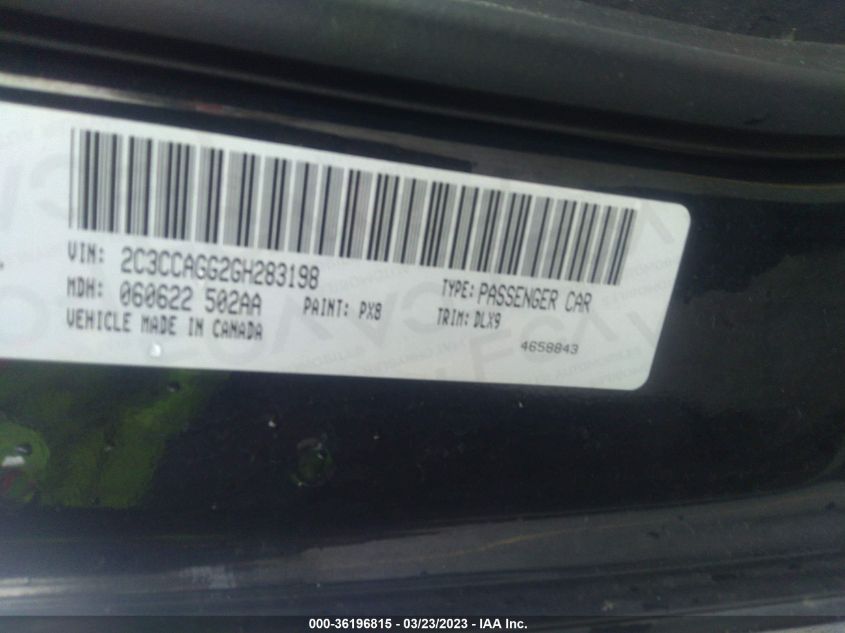 VIN: 2C3CCAGG2GH283198
TYPE: PASSENGER CAR
MDH: 060622 502AA
PAINT: PX8
TRIM: DLX9
VEHICLE MADE IN CANADA
4658843
000-36196815 - 03/23/2023 - IAA Inc.